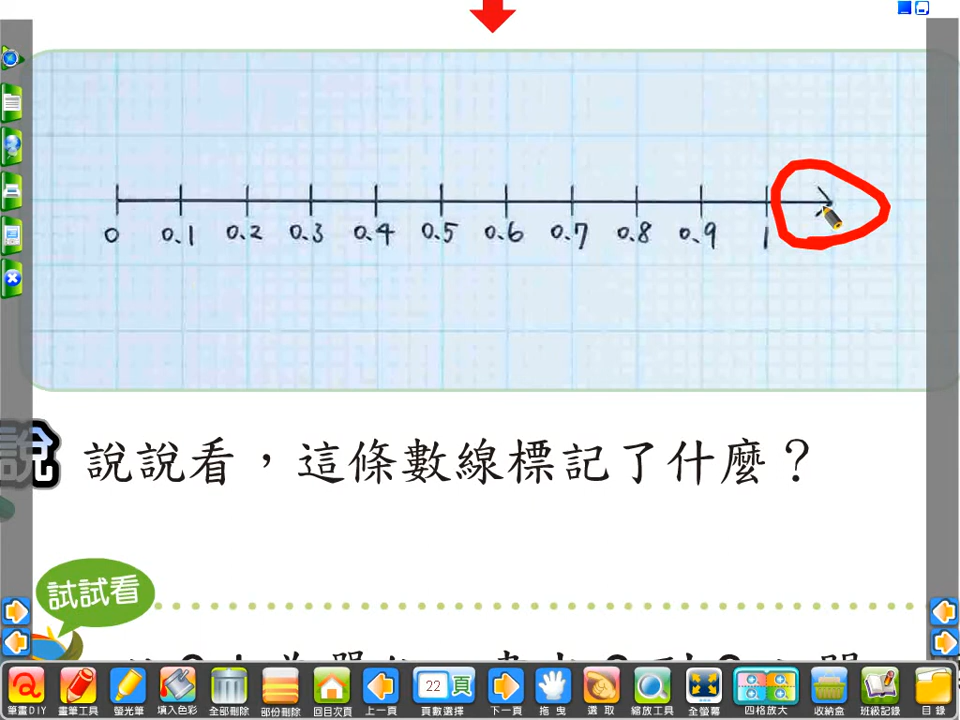 0 0.1 0.2 0.3 0.4 0.5 0.6 0.7 0.8 0.9 1
說 說說看，這條數線標記了什麼？
試試看
22 頁
筆畫DIY 畫筆工具 螢光筆 填入色彩 全部刪除 部份刪除 回目次頁 上一頁 頁數選擇 下一頁 拖曳 選取 縮放工具 全螢幕 四格放大 收納盒 班級記錄 目錄